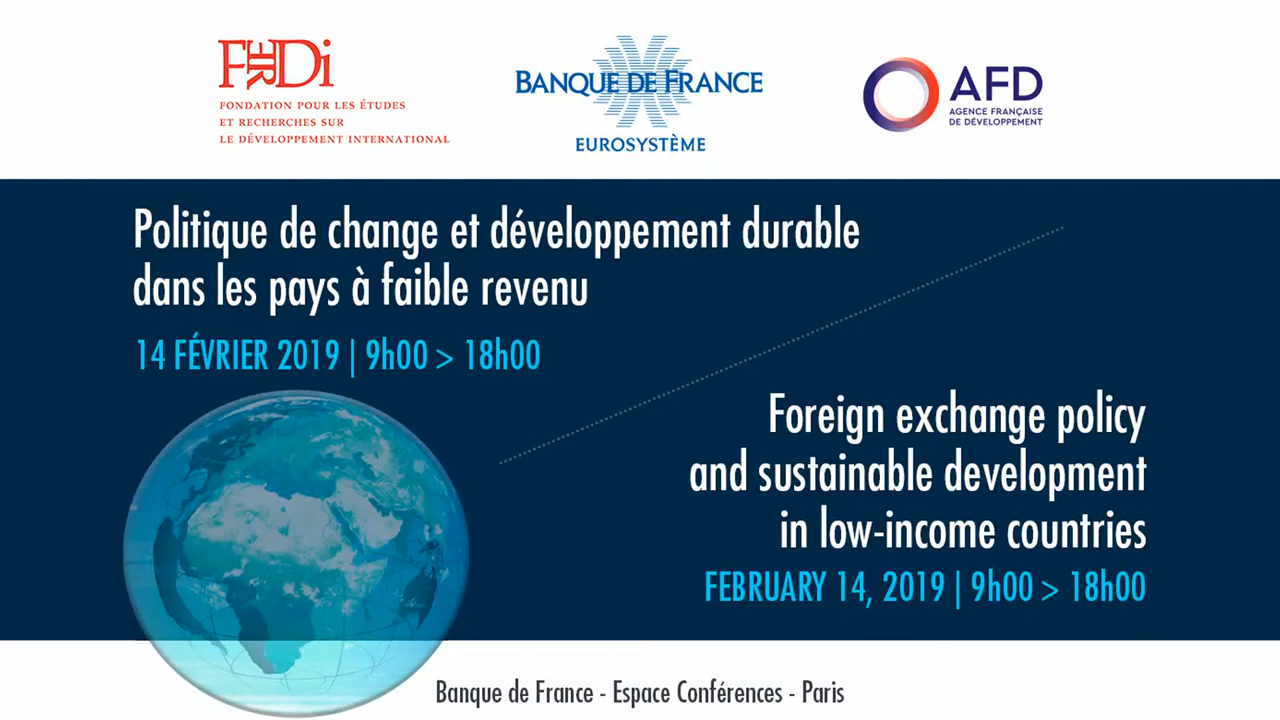 FERDi
FONDATION POUR LES ÉTUDES
ET RECHERCHES SUR
LE DÉVELOPPEMENT INTERNATIONAL
BANQUE DE FRANCE
EUROSYSTÈME
AFD
AGENCE FRANÇAISE
DE DÉVELOPPEMENT
Politique de change et développement durable
dans les pays à faible revenu
14 FÉVRIER 2019 | 9h00 > 18h00
Foreign exchange policy
and sustainable development
in low-income countries
FEBRUARY 14, 2019 | 9h00 > 18h00
Banque de France - Espace Conférences - Paris